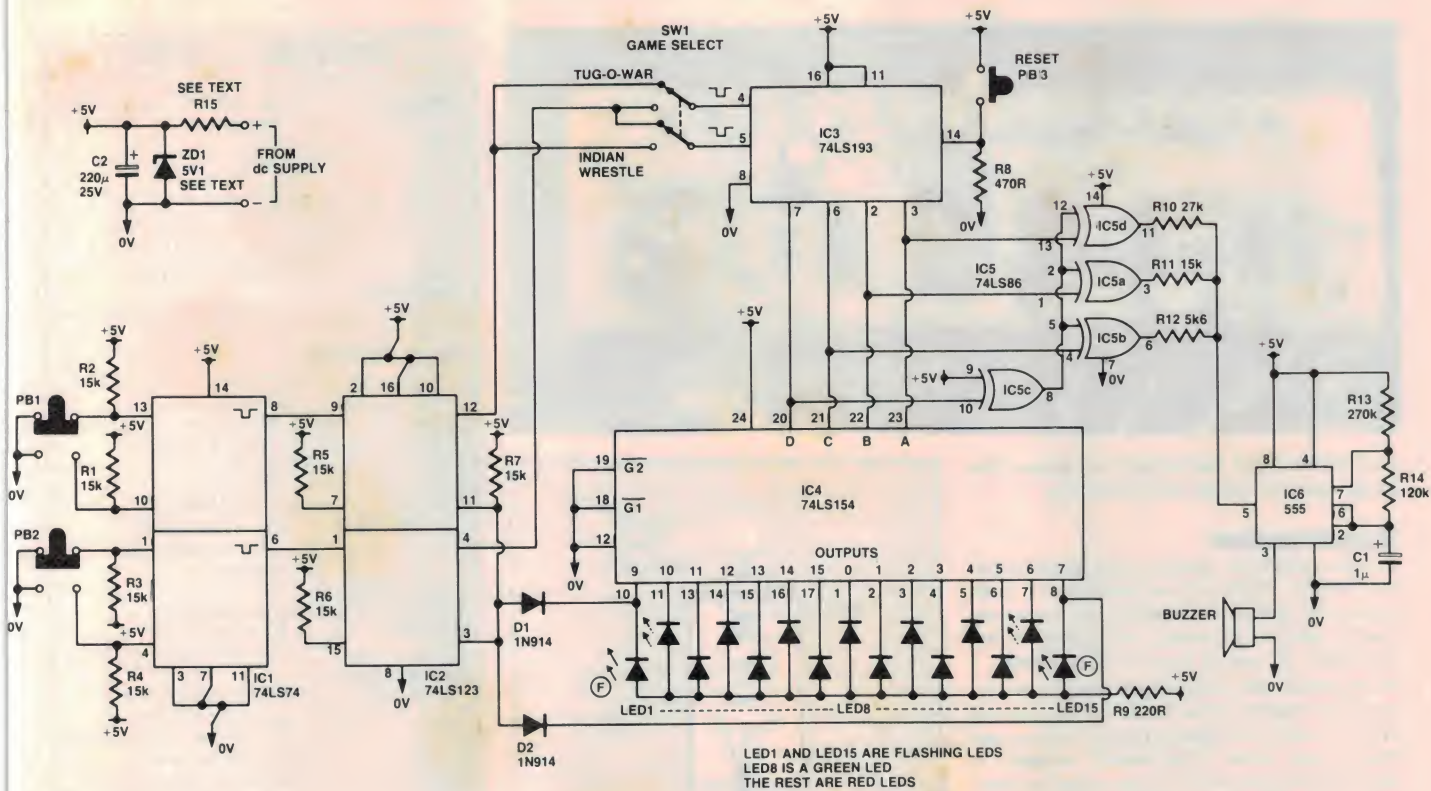 SW1
GAME SELECT
TUG-O-WAR
INDIAN
WRESTLE
+5V
SEE TEXT
R15
+5V
+
C2
220μ
25V
ZD1
5V1
SEE TEXT
FROM
dc SUPPLY
+
-
0V
16
11
4
5
8
14
IC3
74LS193
7
6
2
3
0V
+5V
RESET
PB3
R8
470R
0V
+5V
14
12
13
IC5d
11
R10 27k
2
1
IC5a
3
R11 15k
IC5
74LS86
5
4
IC5b
6
R12 5k6
7
0V
+5V
9
10
IC5c
8
+5V
R2
15k
PB1
R1
15k
0V
PB2
R3
15k
+5V
R4
15k
+5V
0V
+5V
14
13
8
10
1
6
4
3
7
11
IC1
74LS74
0V
+5V
2
16
10
9
12
+5V
R5
15k
7
11
1
4
+5V
R6
15k
15
3
8
0V
IC2
74LS123
+5V
R7
15k
D1
1N914
D2
1N914
+5V
24
20
21
22
23
D
C
B
A
19
G2
18
G1
12
0V
IC4
74LS154
OUTPUTS
9 10 11 12 13 14 15 0 1 2 3 4 5 6 7
10 11 13 14 15 16 17 1 2 3 4 5 6 7 8
F
F
LED1
LED8
LED15
R9 220R
+5V
+5V
R13
270k
8
4
7
6
2
5
3
IC6
555
R14
120k
+
C1
1μ
0V
BUZZER
0V
LED1 AND LED15 ARE FLASHING LEDS
LED8 IS A GREEN LED
THE REST ARE RED LEDS